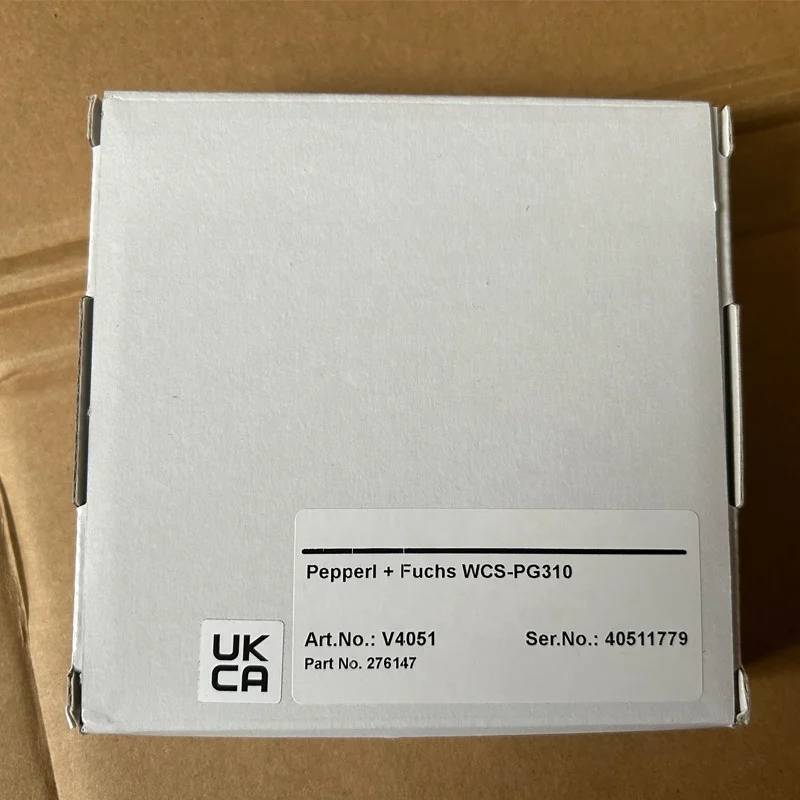 Pepperl + Fuchs WCS-PG310
Art.No.: V4051 Ser.No.: 40511779
Part No. 276147
UK
CA